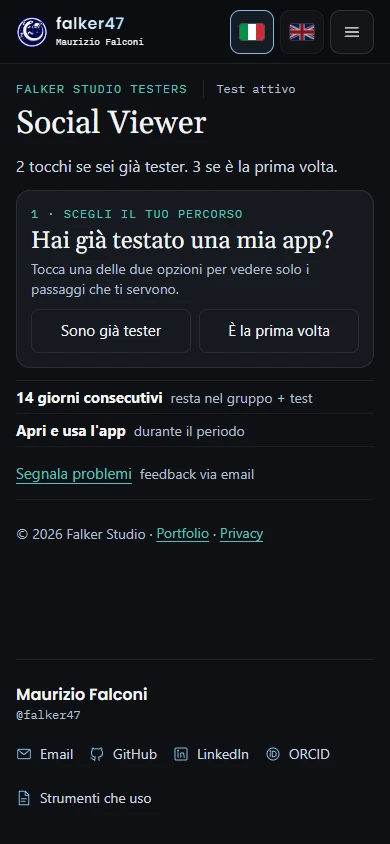 falker47
Maurizio Falconi
FALKER STUDIO TESTERS
Test attivo
Social Viewer
2 tocchi se sei già tester. 3 se è la prima volta.
1 · SCEGLI IL TUO PERCORSO
Hai già testato una mia app?
Tocca una delle due opzioni per vedere solo i
passaggi che ti servono.
Sono già tester
È la prima volta
14 giorni consecutivi resta nel gruppo + test
Apri e usa l'app durante il periodo
Segnala problemi feedback via email
© 2026 Falker Studio · Portfolio · Privacy
Maurizio Falconi
@falker47
Email
GitHub
LinkedIn
ORCID
Strumenti che uso